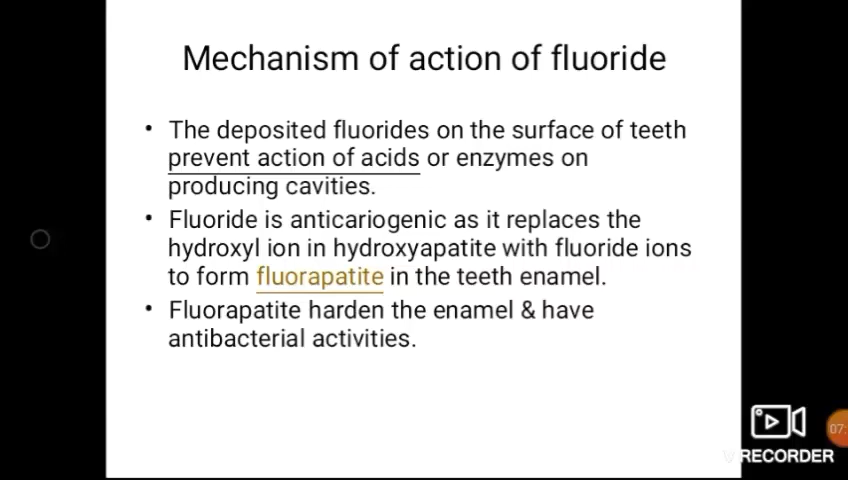 Mechanism of action of fluoride
• The deposited fluorides on the surface of teeth
prevent action of acids or enzymes on
producing cavities.
• Fluoride is anticariogenic as it replaces the
hydroxyl ion in hydroxyapatite with fluoride ions
to form fluorapatite in the teeth enamel.
• Fluorapatite harden the enamel & have
antibacterial activities.
07:
V RECORDER